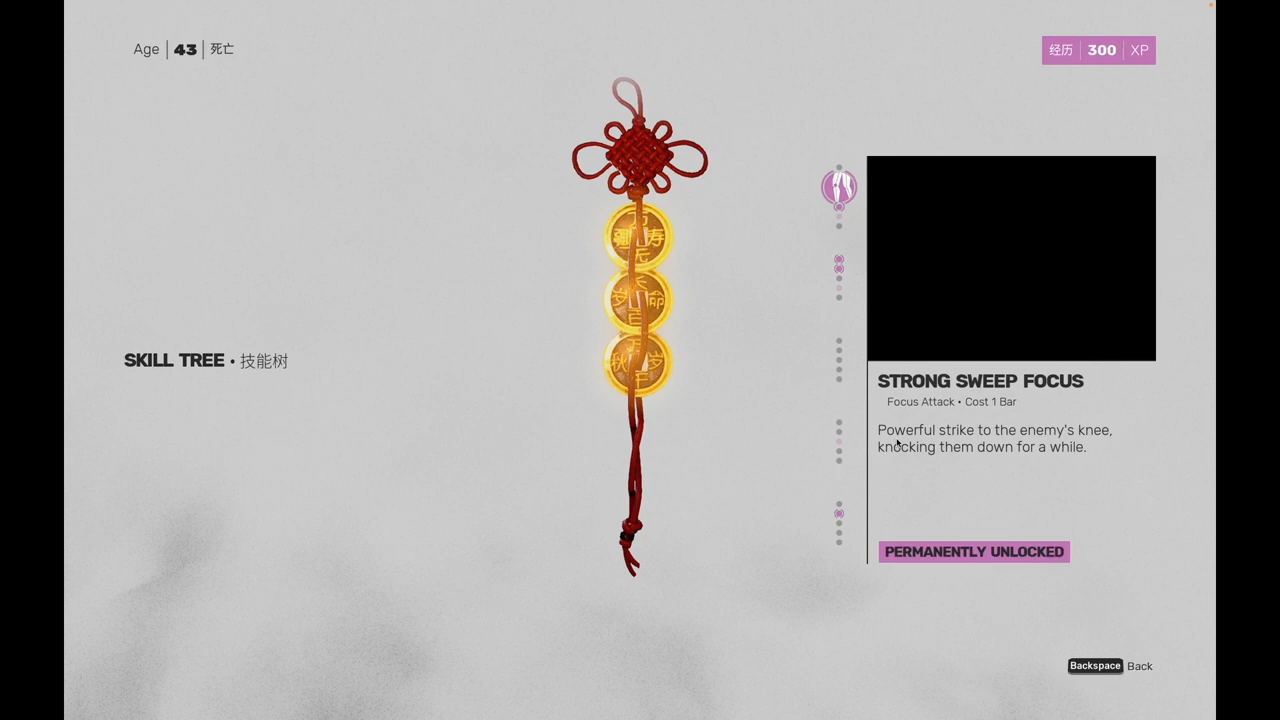 Age 43 死亡
经历 300 XP
SKILL TREE • 技能树
STRONG SWEEP FOCUS
Focus Attack • Cost 1 Bar
Powerful strike to the enemy's knee,
knocking them down for a while.
PERMANENTLY UNLOCKED
Backspace Back